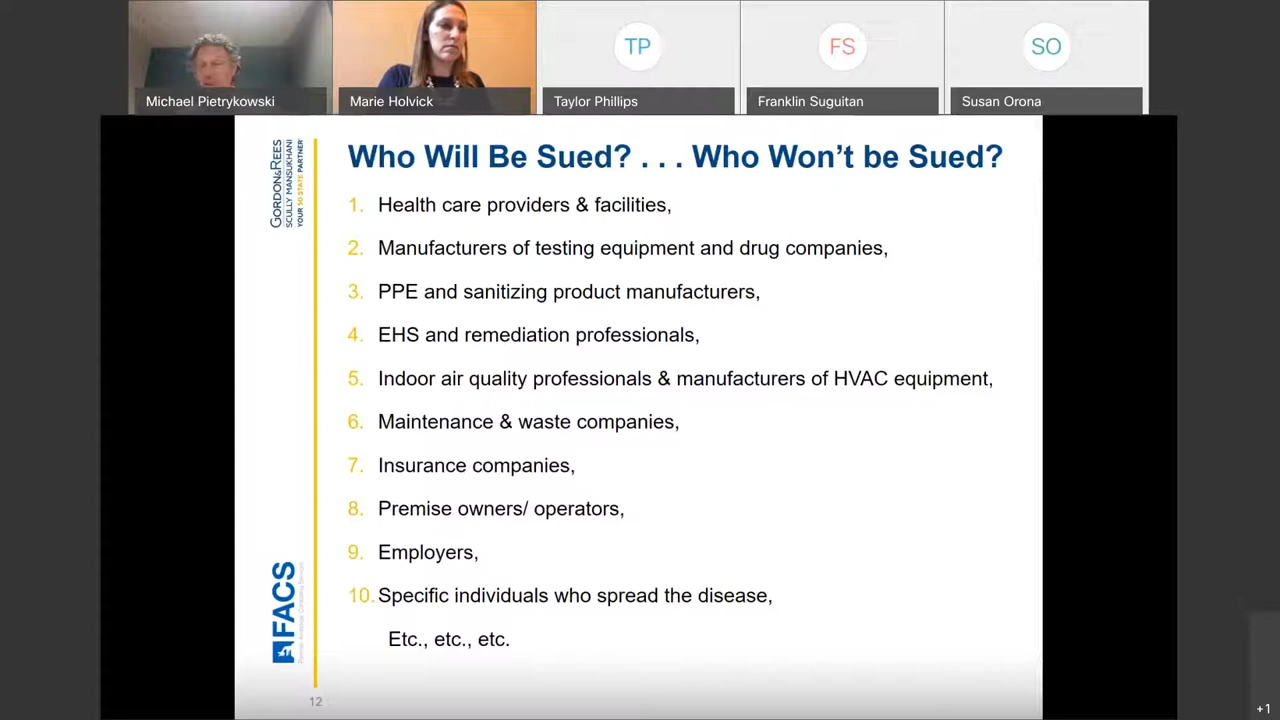 TP
FS
SO
Michael Pietrykowski
Marie Holvick
Taylor Phillips
Franklin Suguitan
Susan Orona
GORDON&REES
SCULLY MANSUKHANI
YOUR 50 STATE PARTNER
Who Will Be Sued? . . . Who Won’t be Sued?
1. Health care providers & facilities,
2. Manufacturers of testing equipment and drug companies,
3. PPE and sanitizing product manufacturers,
4. EHS and remediation professionals,
5. Indoor air quality professionals & manufacturers of HVAC equipment,
6. Maintenance & waste companies,
7. Insurance companies,
8. Premise owners/ operators,
9. Employers,
10. Specific individuals who spread the disease,
Etc., etc., etc.
FACS
12
+1